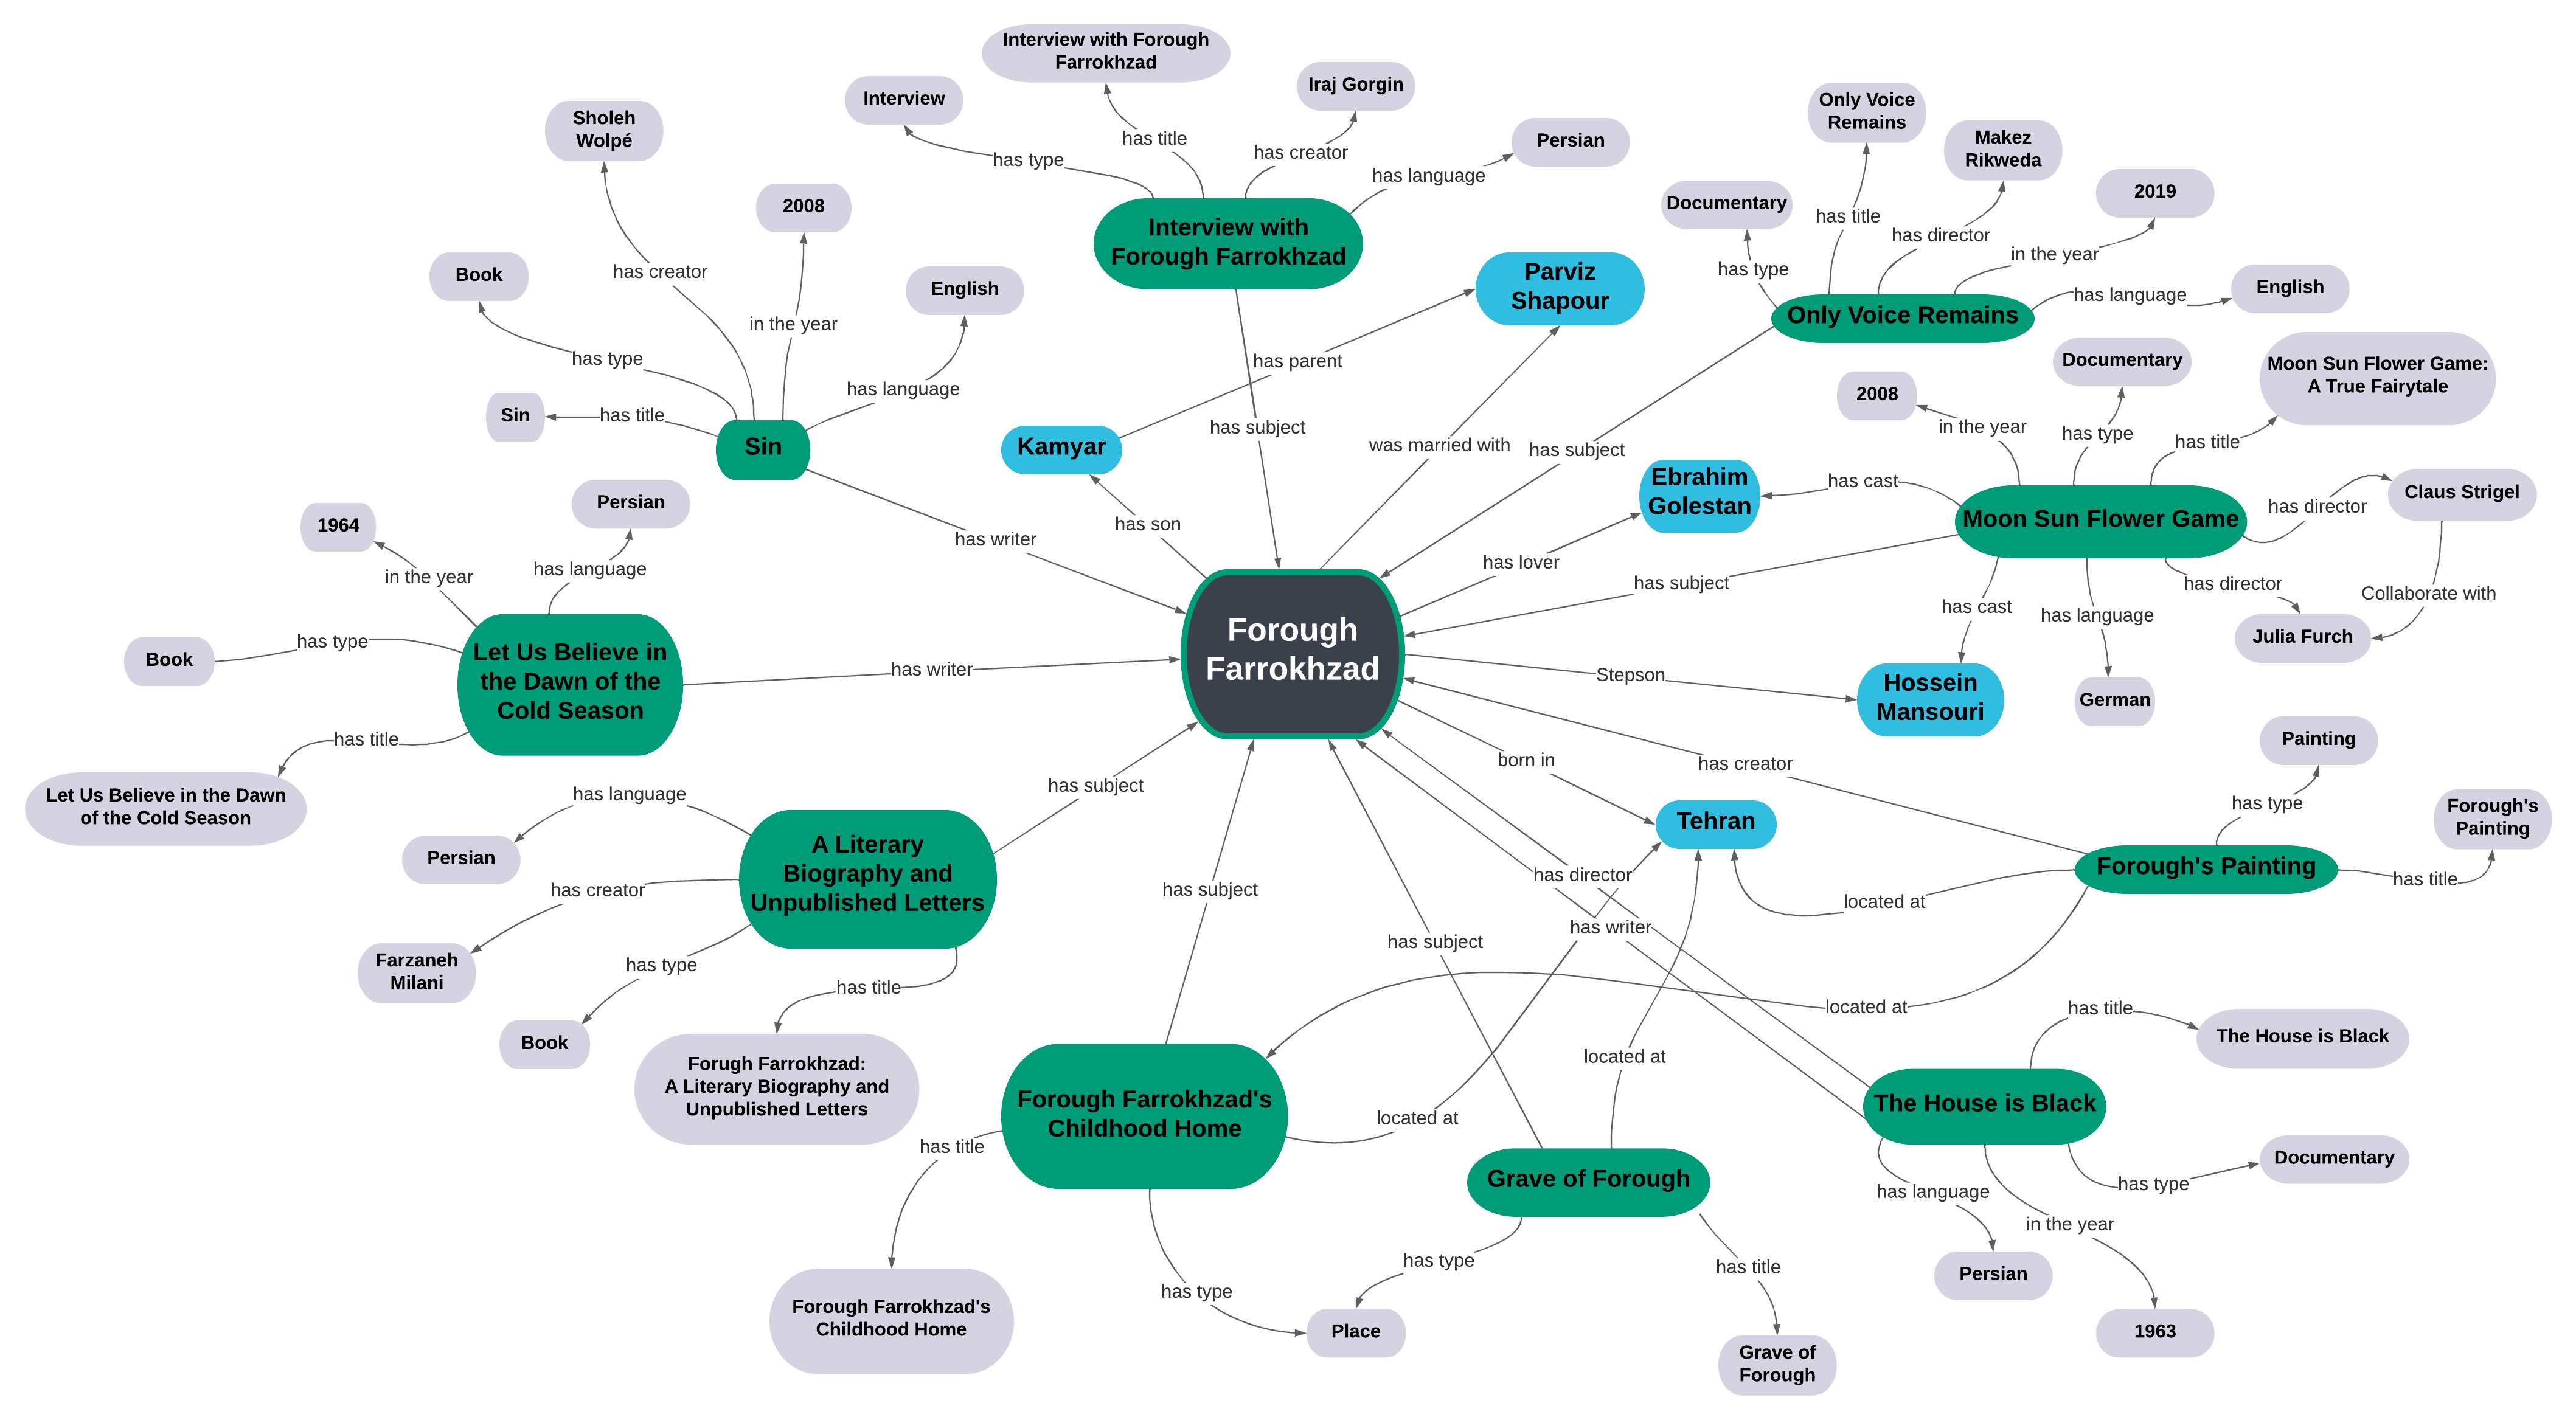 Interview with Forough
Farrokhzad
Interview
Iraj Gorgin
Persian
has type
has title
has creator
has language
Interview with
Forough Farrokhzad
has subject
Sholeh
Wolpé
2008
Book
English
Sin
has creator
in the year
has type
has language
has title
Sin
has writer
Only Voice
Remains
Makez
Rikweda
Documentary
2019
English
has title
has director
in the year
has type
has language
Only Voice Remains
has subject
Parviz
Shapour
has parent
was married with
Kamyar
has son
Ebrahim
Golestan
has lover
has cast
2008
Documentary
Moon Sun Flower Game:
A True Fairytale
in the year
has type
has title
Claus Strigel
has director
Moon Sun Flower Game
has subject
has cast
has language
has director
Collaborate with
Julia Furch
German
Hossein
Mansouri
Stepson
Forough
Farrokhzad
1964
Persian
in the year
has language
Book
has type
Let Us Believe in
the Dawn of the
Cold Season
has writer
has title
Let Us Believe in the Dawn
of the Cold Season
has language
Persian
has creator
Farzaneh
Milani
has type
Book
A Literary
Biography and
Unpublished Letters
has subject
has title
Forugh Farrokhzad:
A Literary Biography and
Unpublished Letters
born in
Tehran
has creator
Painting
has type
Forough's
Painting
Forough's Painting
has title
located at
located at
has subject
Forough Farrokhzad's
Childhood Home
located at
has title
Forough Farrokhzad's
Childhood Home
has type
Place
has subject
located at
Grave of Forough
has type
has title
Grave of
Forough
has director
has writer
The House is Black
has title
The House is Black
has type
Documentary
has language
Persian
in the year
1963